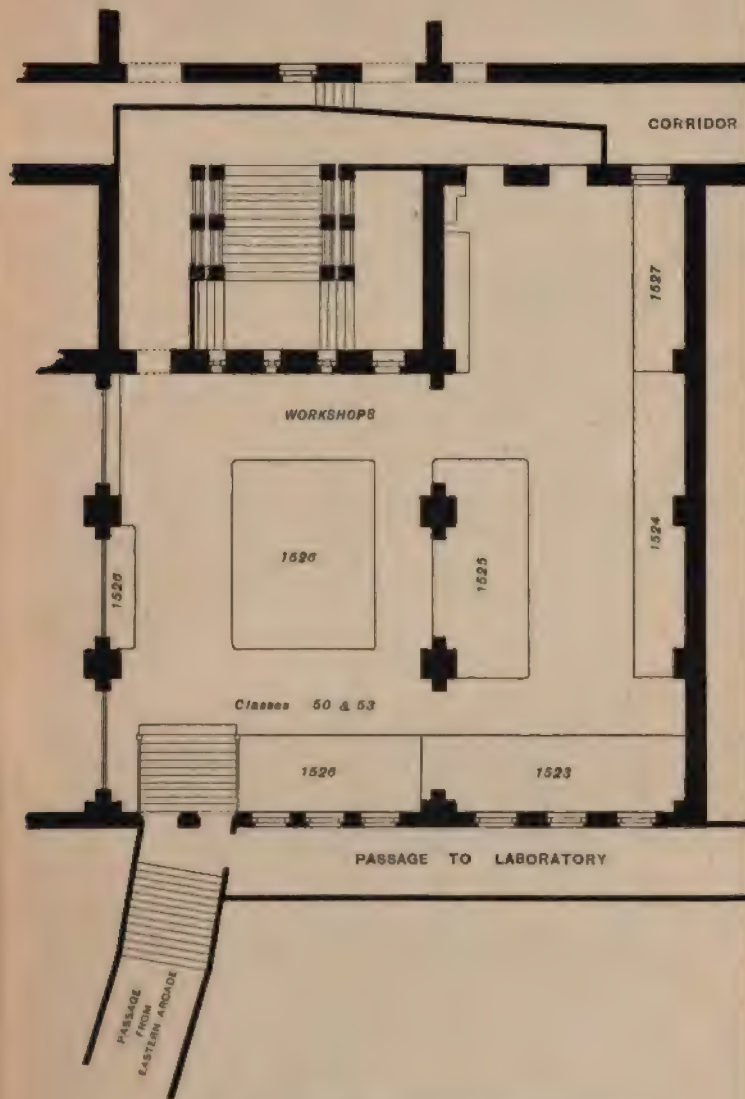 CORRIDOR
1527
WORKSHOPS
1524
1526
1525
1526
Classes 50 & 53
1526
1523
PASSAGE TO LABORATORY
PASSAGE
FROM
EASTERN ARCADE